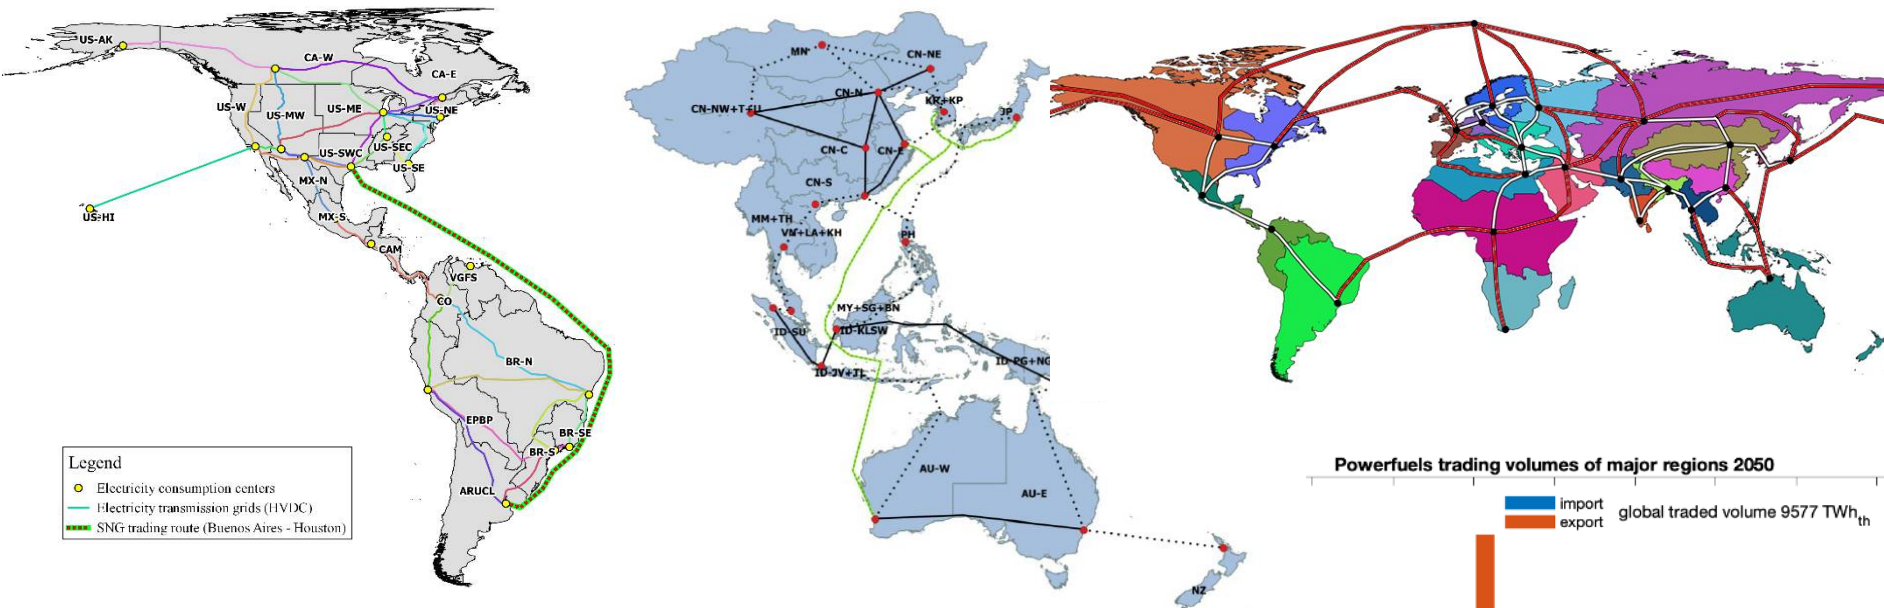 US-AK
CA-W
CA-E
US-W
US-ME
US-NE
US-MW
US-SWC
US-SEC
US-SE
MX-N
US-HI
MX-S
CAM
VGFS
CO
BR-N
EPBP
BR-SE
BR-S
ARUCL
Legend
Electricity consumption centers
Electricity transmission grids (HVDC)
SNG trading route (Buenos Aires - Houston)
MN
CN-NE
CN-N
CN-NW+T+U
KR+KP
JP
CN-C
CN-E
CN-S
MM+TH
VN+LA+KH
PH
MY+SG+BN
ID-SU
ID-KLSW
ID-PG+NG
ID-JV+TL
AU-W
AU-E
NZ
Powerfuels trading volumes of major regions 2050
import
export
global traded volume 9577 TWhth